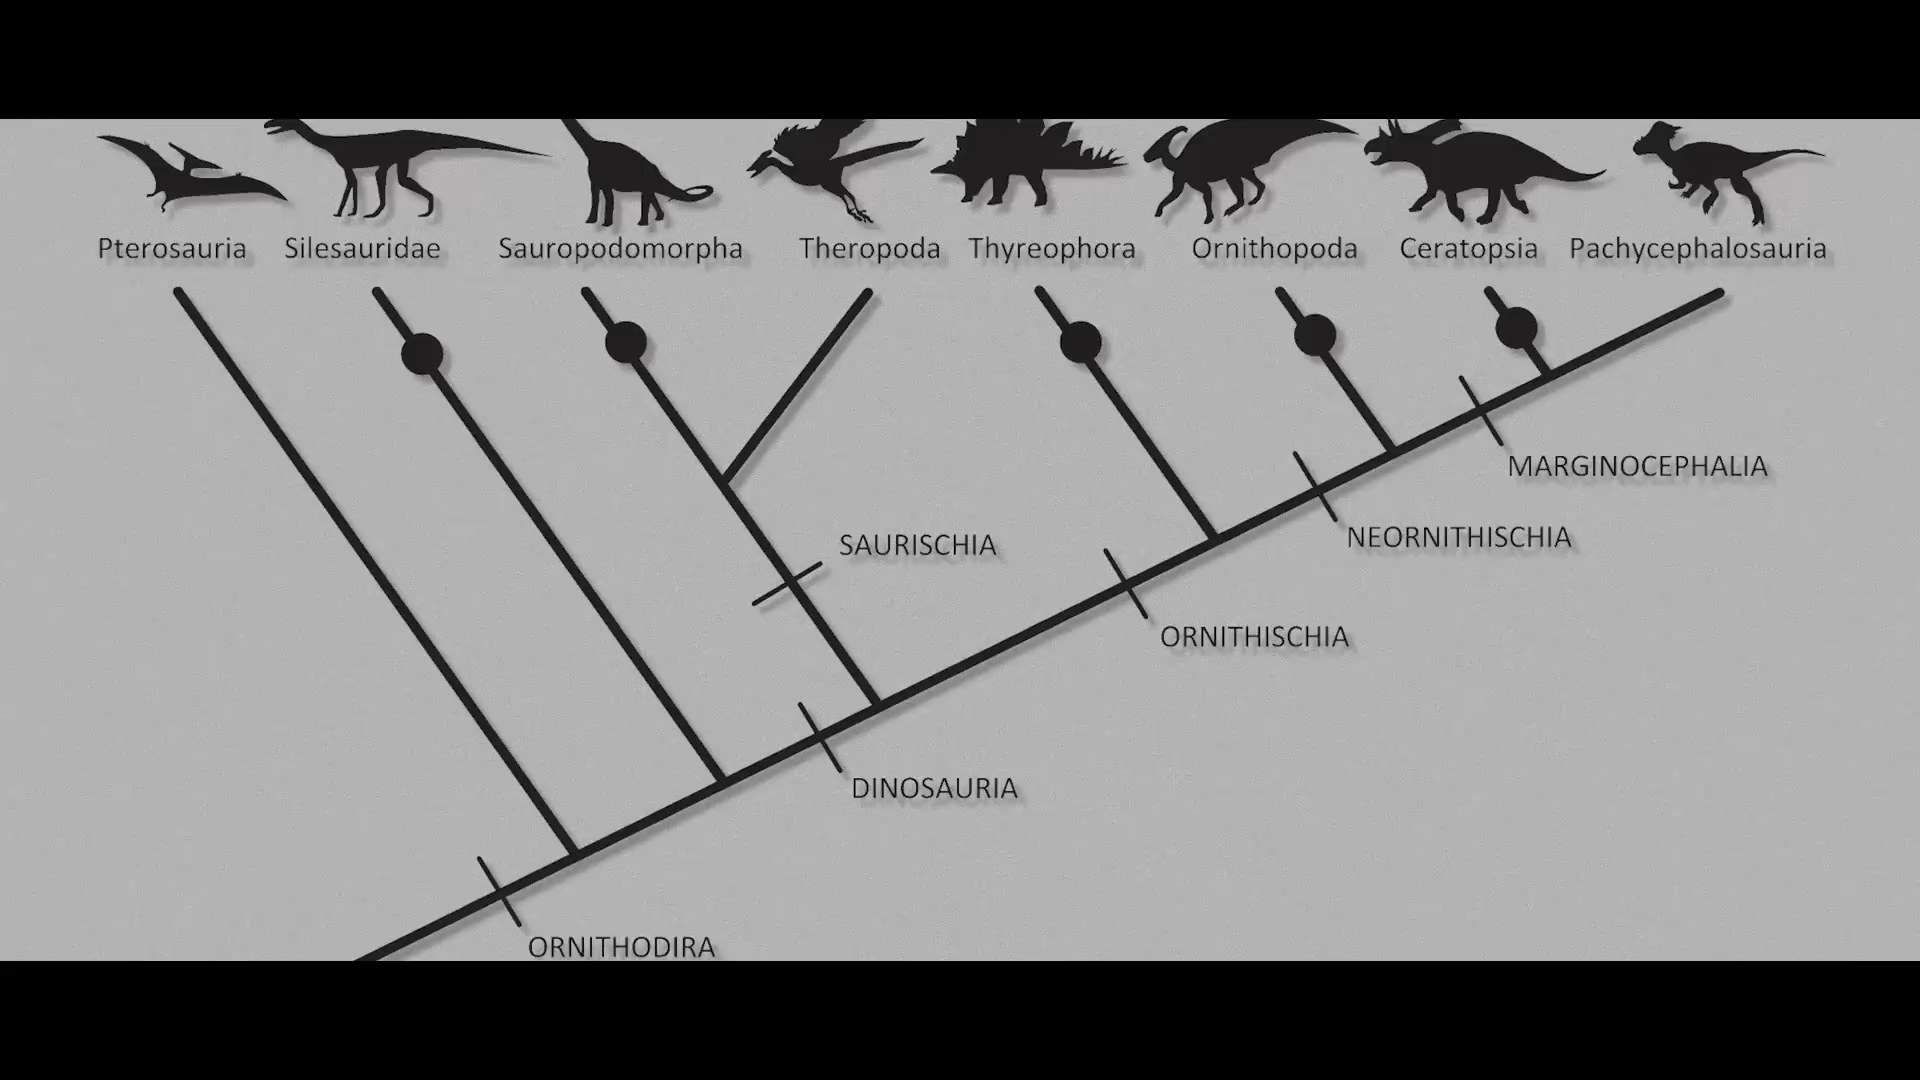 Pterosauria
Silesauridae
Sauropodomorpha
Theropoda
Thyreophora
Ornithopoda
Ceratopsia
Pachycephalosauria
MARGINOCEPHALIA
NEORNITHISCHIA
SAURISCHIA
ORNITHISCHIA
DINOSAURIA
ORNITHODIRA